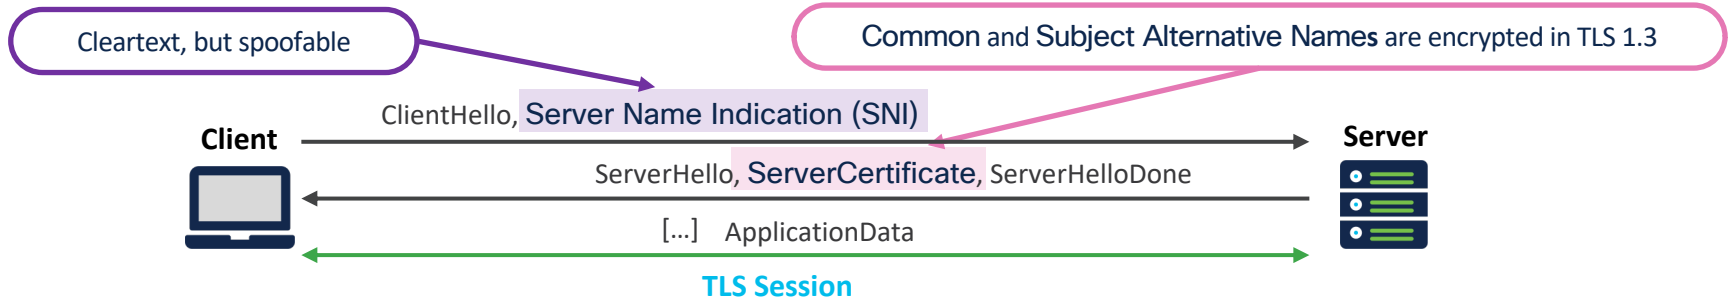 Cleartext, but spoofable
Common and Subject Alternative Names are encrypted in TLS 1.3
ClientHello, Server Name Indication (SNI)
Client
Server
ServerHello, ServerCertificate, ServerHelloDone
[...] ApplicationData
TLS Session